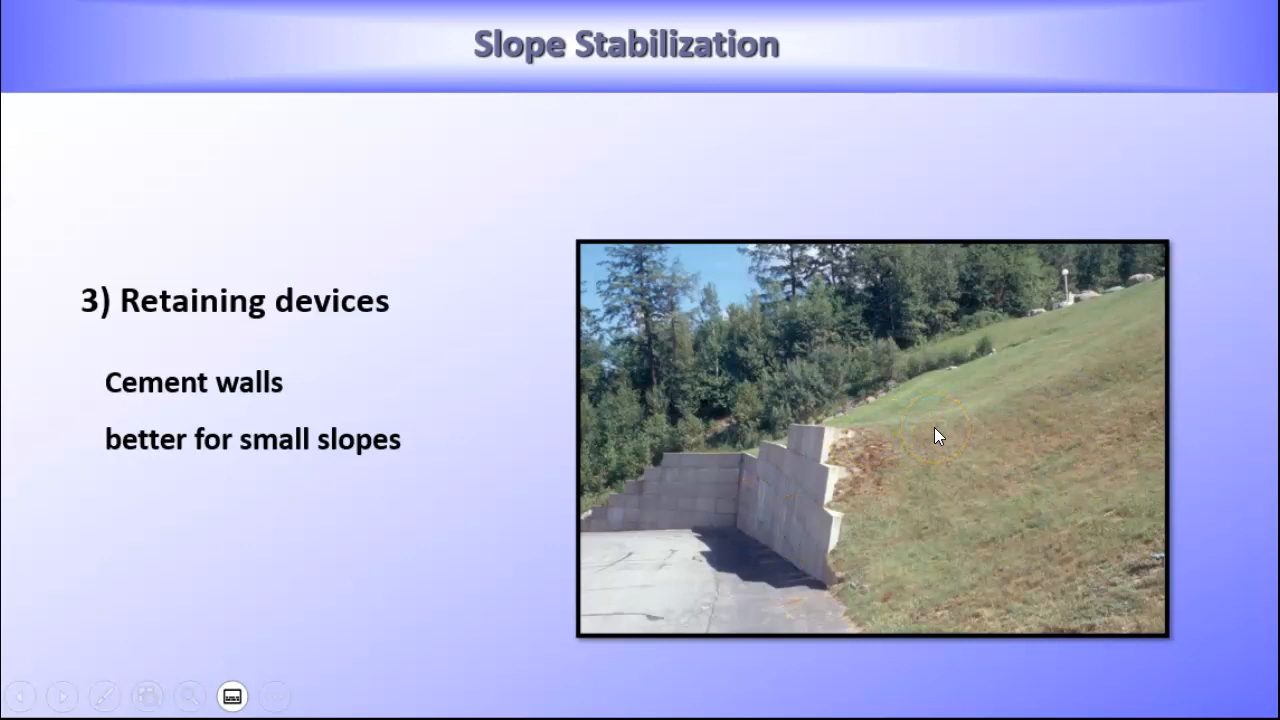 Slope Stabilization
3) Retaining devices
Cement walls
better for small slopes